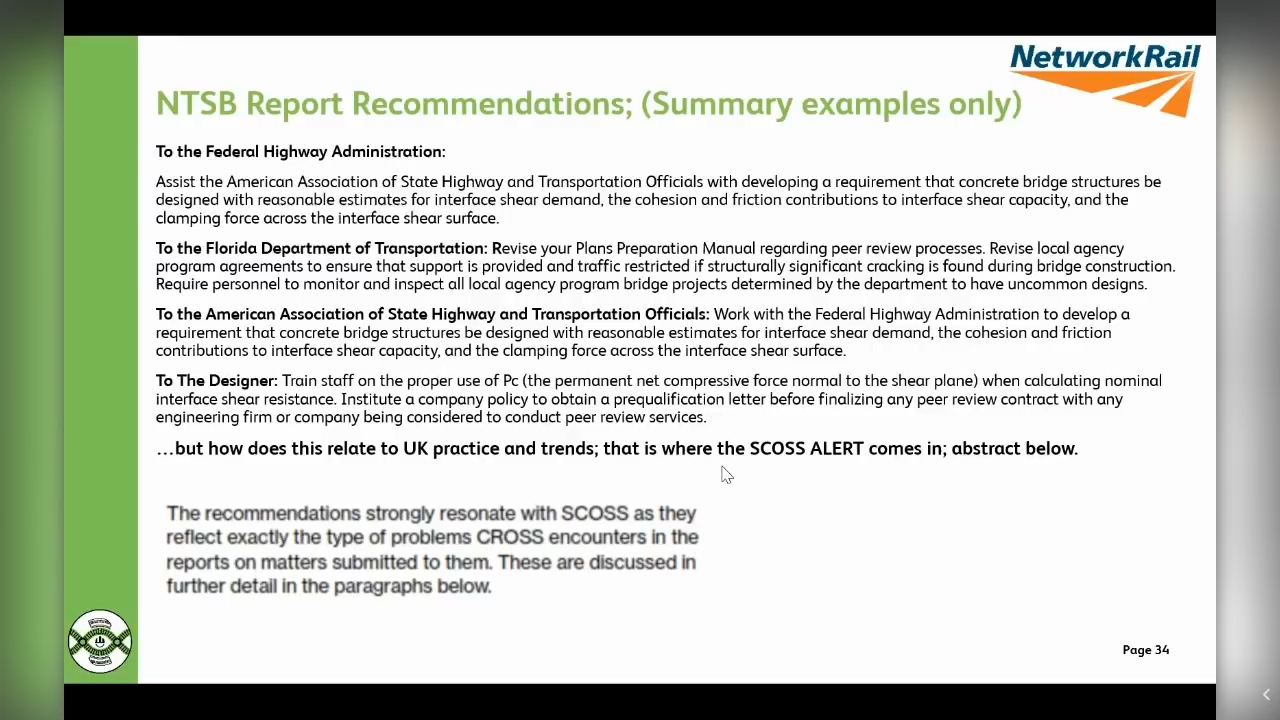 NetworkRail
NTSB Report Recommendations; (Summary examples only)
To the Federal Highway Administration:
Assist the American Association of State Highway and Transportation Officials with developing a requirement that concrete bridge structures be
designed with reasonable estimates for interface shear demand, the cohesion and friction contributions to interface shear capacity, and the
clamping force across the interface shear surface.
To the Florida Department of Transportation: Revise your Plans Preparation Manual regarding peer review processes. Revise local agency
program agreements to ensure that support is provided and traffic restricted if structurally significant cracking is found during bridge construction.
Require personnel to monitor and inspect all local agency program bridge projects determined by the department to have uncommon designs.
To the American Association of State Highway and Transportation Officials: Work with the Federal Highway Administration to develop a
requirement that concrete bridge structures be designed with reasonable estimates for interface shear demand, the cohesion and friction
contributions to interface shear capacity, and the clamping force across the interface shear surface.
To The Designer: Train staff on the proper use of Pc (the permanent net compressive force normal to the shear plane) when calculating nominal
interface shear resistance. Institute a company policy to obtain a prequalification letter before finalizing any peer review contract with any
engineering firm or company being considered to conduct peer review services.
…but how does this relate to UK practice and trends; that is where the SCOSS ALERT comes in; abstract below.
The recommendations strongly resonate with SCOSS as they
reflect exactly the type of problems CROSS encounters in the
reports on matters submitted to them. These are discussed in
further detail in the paragraphs below.
Page 34